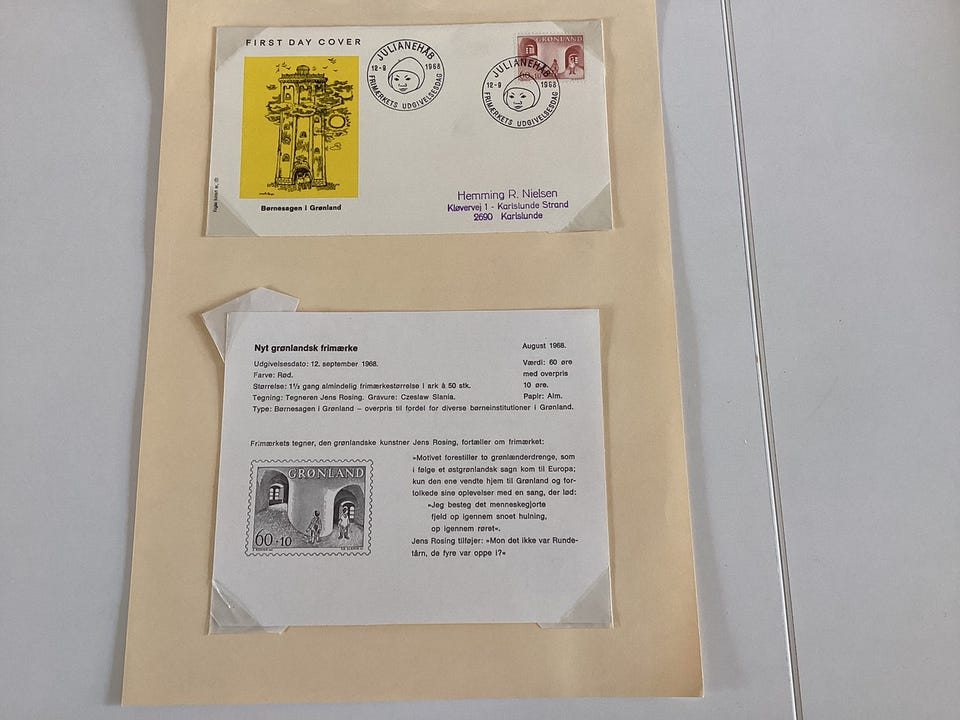 FIRST DAY COVER
JULIANEHÅB
12-9 1968
FRIMÆRKETS UDGIVELSESDAG
GRØNLAND
60+10
JULIANEHÅB
12-9 1968
FRIMÆRKETS UDGIVELSESDAG
Børnesagen i Grønland
Hemming R. Nielsen
Kløvervej 1 - Karlslunde Strand
2690 Karlslunde
Nyt grønlandsk frimærke
August 1968.
Udgivelsesdato: 12. september 1968.
Værdi: 60 øre
Farve: Rød.
med overpris
Størrelse: 1½ gang almindelig frimærkestørrelse i ark à 50 stk.
10 øre.
Tegning: Tegneren Jens Rosing. Gravure: Czeslaw Slania.
Papir: Alm.
Type: Børnesagen i Grønland – overpris til fordel for diverse børneinstitutioner i Grønland.
Frimærkets tegner, den grønlandske kunstner Jens Rosing, fortæller om frimærket:
GRØNLAND
60+10
»Motivet forestiller to grønlænderdrenge, som
i følge et østgrønlandsk sagn kom til Europa;
kun den ene vendte hjem til Grønland og for-
tolkede sine oplevelser med en sang, der lød:
»Jeg besteg det menneskegjorte
fjeld op igennem snoet hulning,
op igennem røret«.
Jens Rosing tilføjer: »Mon det ikke var Runde-
tårn, de fyre var oppe i?«